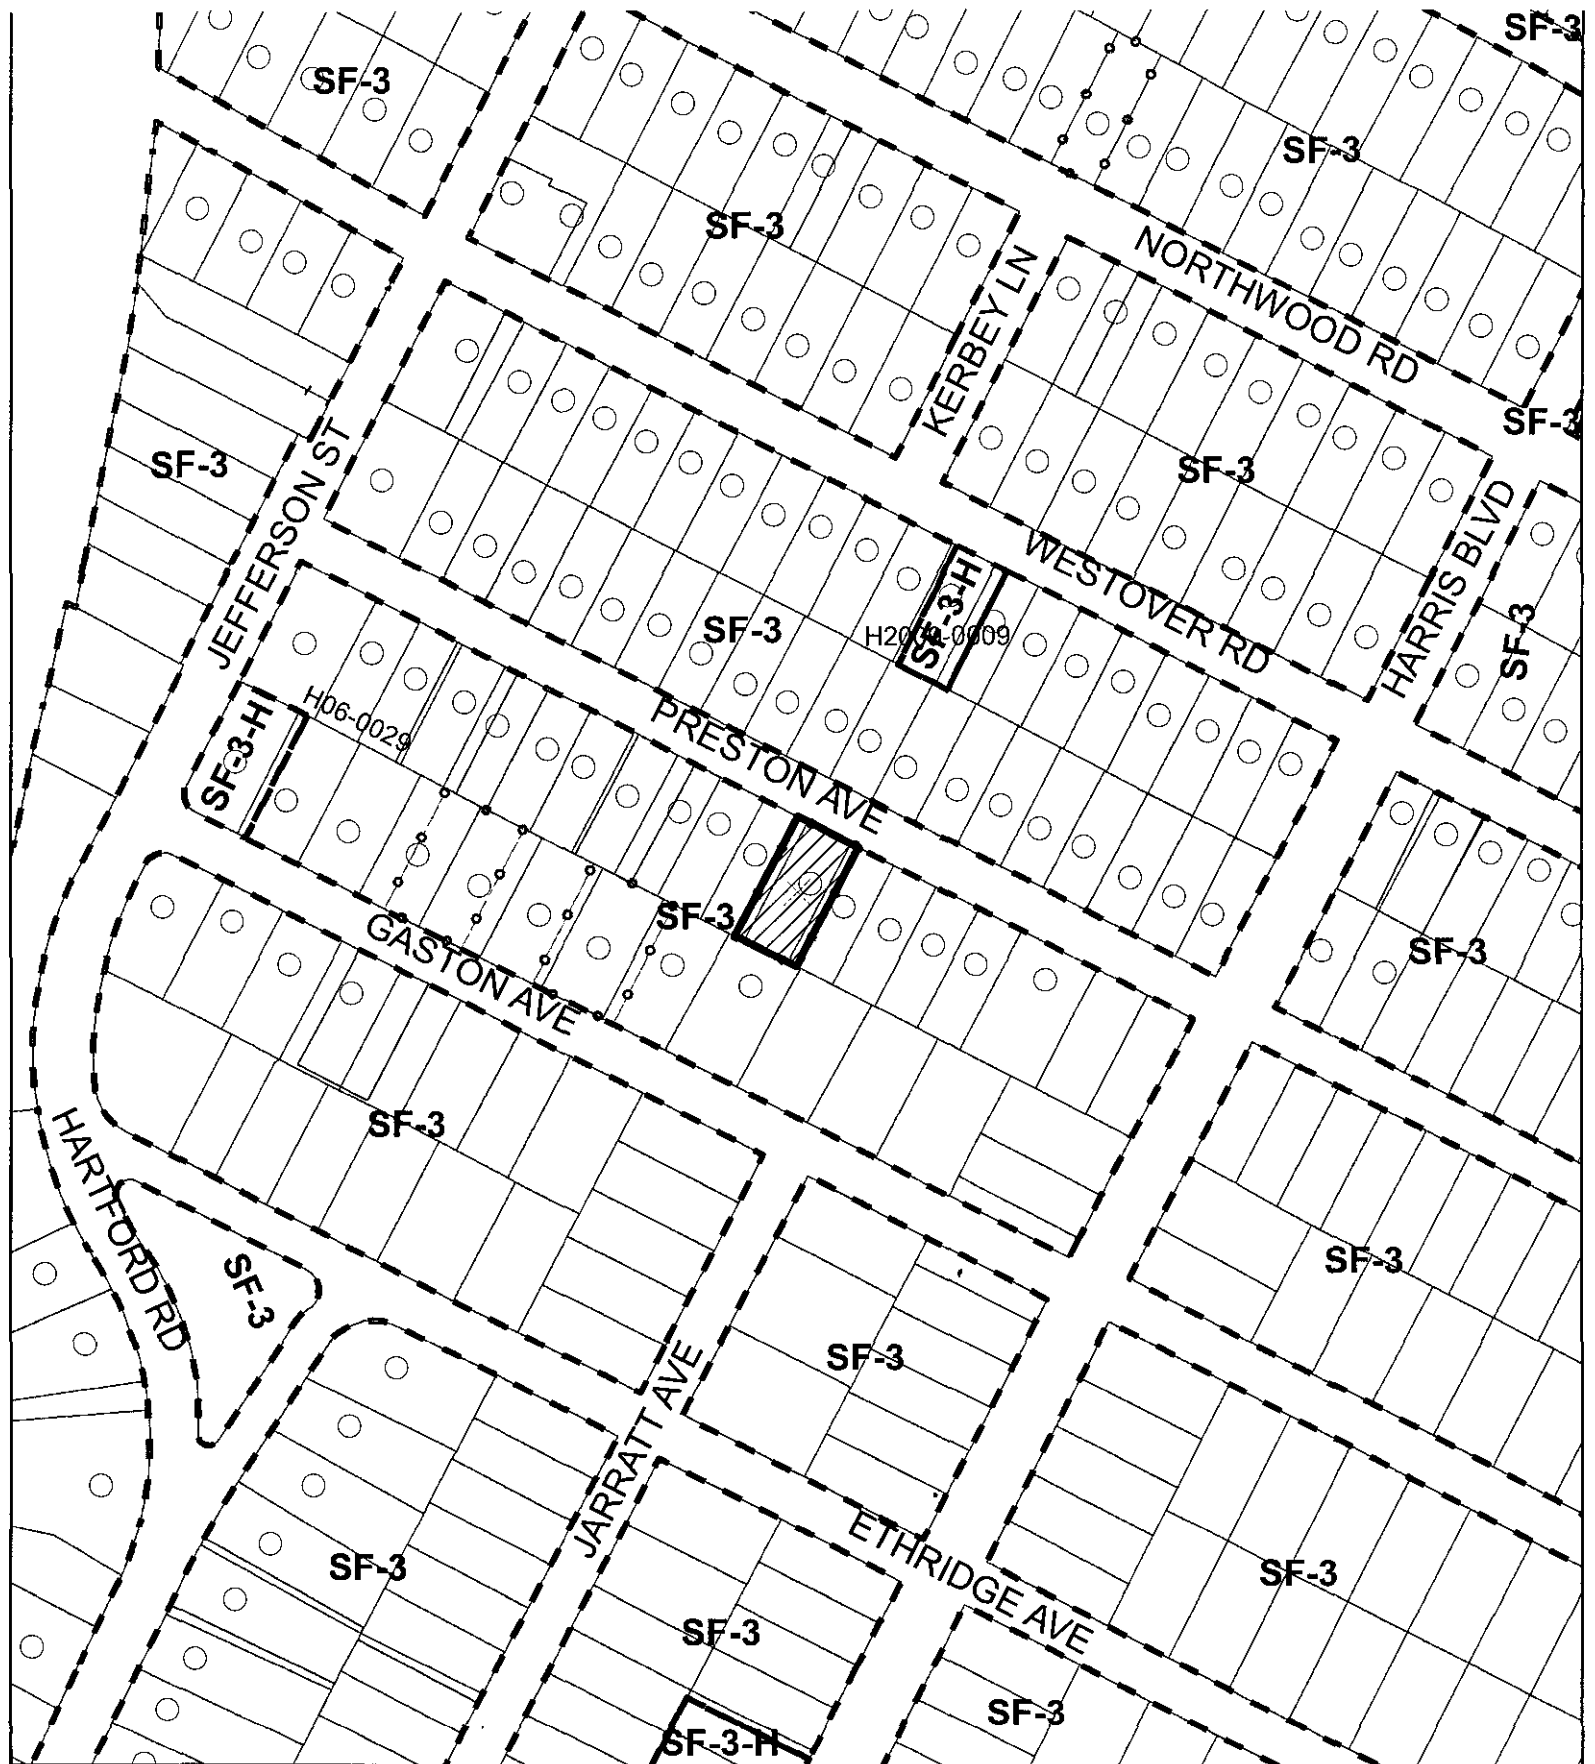 SF-3
SF-3
SF-3
SF-3
NORTHWOOD RD
KERBEY LN
SF-3
SF-3
SF-3
JEFFERSON ST
HARRIS BLVD
WESTOVER RD
SF-3-H
SF-3
SF-3
H06-0029
SF-3-H
PRESTON AVE
SF-3
GASTON AVE
SF-3
SF-3
HARTFORD RD
SF-3
SF-3
SF-3
JARRATT AVE
ETHRIDGE AVE
SF-3
SF-3
SF-3
SF-3
SF-3-H